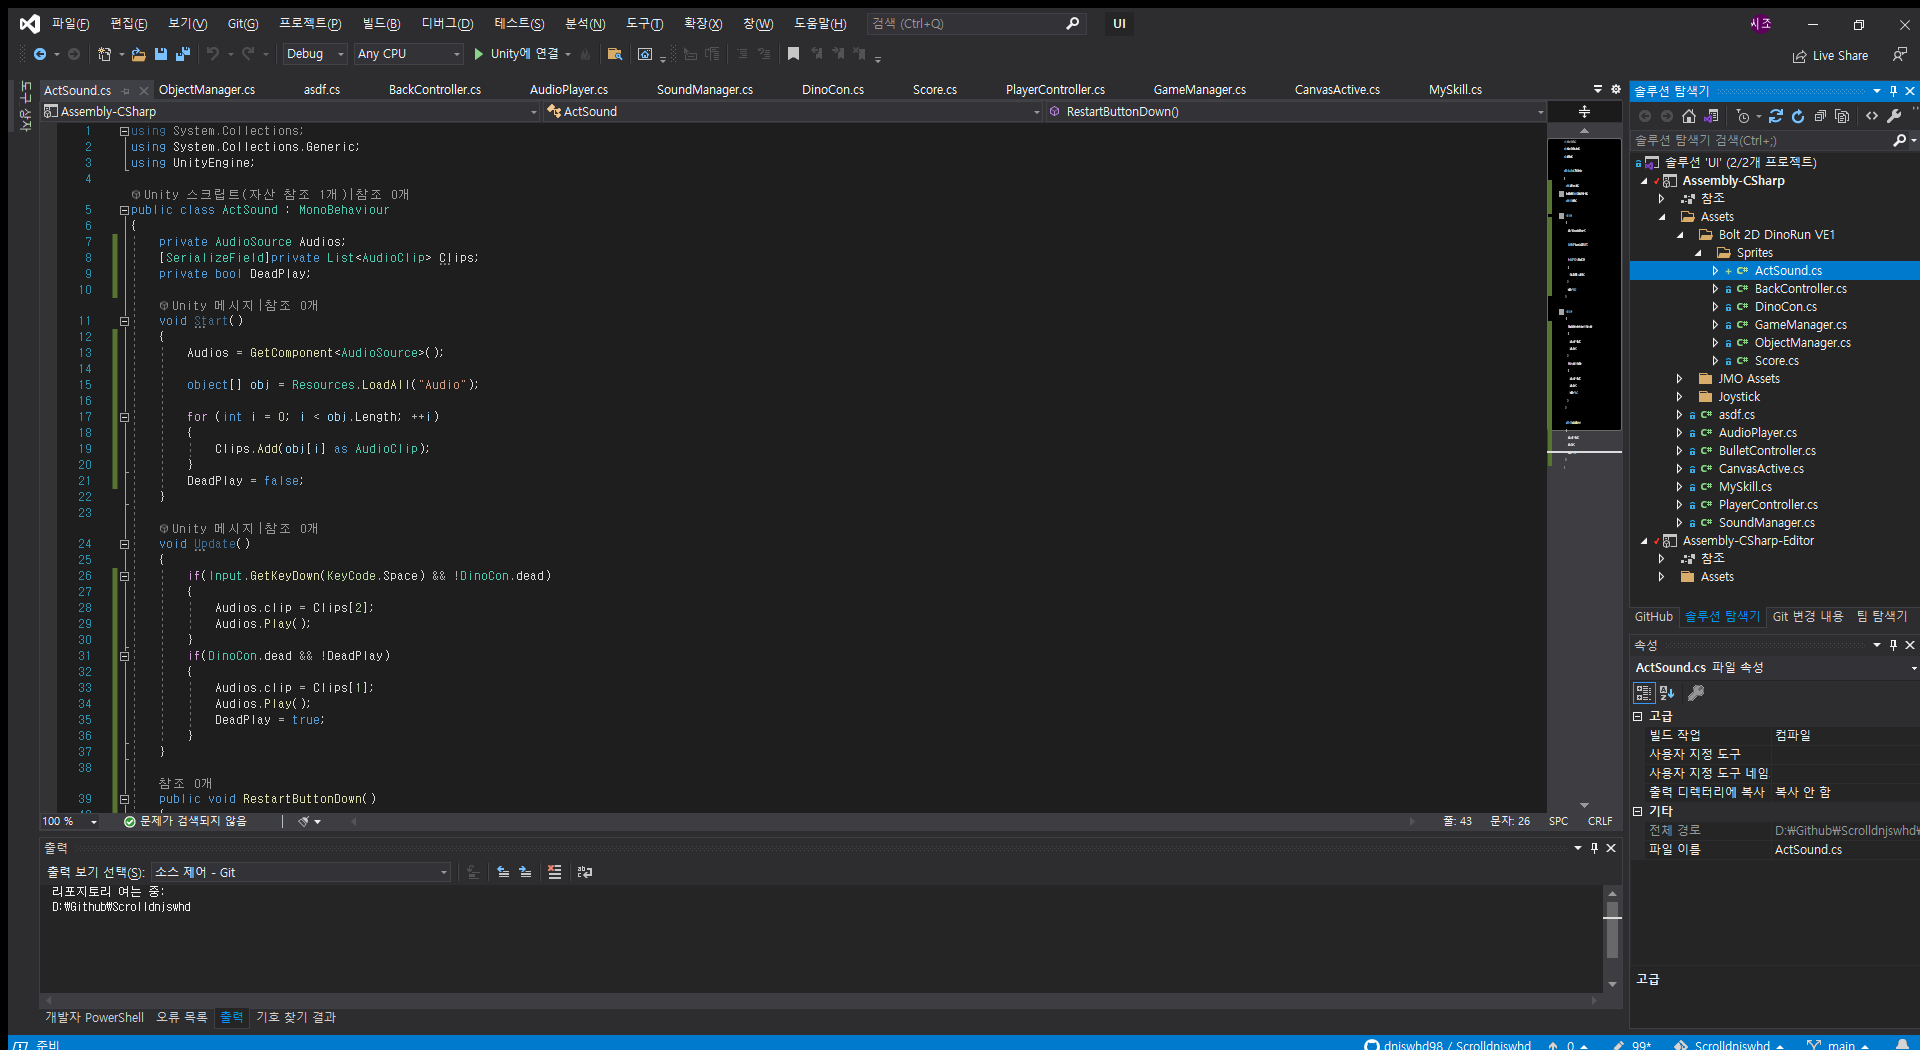 파일(F) 편집(E) 보기(V) Git(G) 프로젝트(P) 빌드(B) 디버그(D) 테스트(S) 분석(N) 도구(T) 확장(X) 창(W) 도움말(H) 검색 (Ctrl+Q) UI 시조
Debug Any CPU Unity에 연결 Live Share
도구 상자
ActSound.cs ObjectManager.cs asdf.cs BackController.cs AudioPlayer.cs SoundManager.cs DinoCon.cs Score.cs PlayerController.cs GameManager.cs CanvasActive.cs MySkill.cs
Assembly-CSharp ActSound RestartButtonDown()
1 using System.Collections;
2 using System.Collections.Generic;
3 using UnityEngine;
4
Unity 스크립트(자산 참조 1개)|참조 0개
5 public class ActSound : MonoBehaviour
6 {
7 private AudioSource Audios;
8 [SerializeField]private List<AudioClip> Clips;
9 private bool DeadPlay;
10
Unity 메시지|참조 0개
11 void Start()
12 {
13 Audios = GetComponent<AudioSource>();
14
15 object[] obj = Resources.LoadAll("Audio");
16
17 for (int i = 0; i < obj.Length; ++i)
18 {
19 Clips.Add(obj[i] as AudioClip);
20 }
21 DeadPlay = false;
22 }
23
Unity 메시지|참조 0개
24 void Update()
25 {
26 if(Input.GetKeyDown(KeyCode.Space) && !DinoCon.dead)
27 {
28 Audios.clip = Clips[2];
29 Audios.Play();
30 }
31 if(DinoCon.dead && !DeadPlay)
32 {
33 Audios.clip = Clips[1];
34 Audios.Play();
35 DeadPlay = true;
36 }
37 }
38
참조 0개
39 public void RestartButtonDown()
100 % 문제가 검색되지 않음 줄: 43 문자: 26 SPC CRLF
출력
출력 보기 선택(S): 소스 제어 - Git
리포지토리 여는 중:
D:\Github\Scrolldnjswhd
개발자 PowerShell 오류 목록 출력 기호 찾기 결과
솔루션 탐색기
솔루션 탐색기 검색(Ctrl+;)
솔루션 'UI' (2/2개 프로젝트)
Assembly-CSharp
참조
Assets
Bolt 2D DinoRun VE1
Sprites
ActSound.cs
BackController.cs
DinoCon.cs
GameManager.cs
ObjectManager.cs
Score.cs
JMO Assets
Joystick
asdf.cs
AudioPlayer.cs
BulletController.cs
CanvasActive.cs
MySkill.cs
PlayerController.cs
SoundManager.cs
Assembly-CSharp-Editor
참조
Assets
GitHub 솔루션 탐색기 Git 변경 내용 팀 탐색기
속성
ActSound.cs 파일 속성
고급
빌드 작업 컴파일
사용자 지정 도구
사용자 지정 도구 네임
출력 디렉터리에 복사 복사 안 함
기타
전체 경로 D:\Github\Scrolldnjswhd\
파일 이름 ActSound.cs
고급
준비 dnjswhd98 / Scrolldnjswhd 0 99* Scrolldnjswhd main